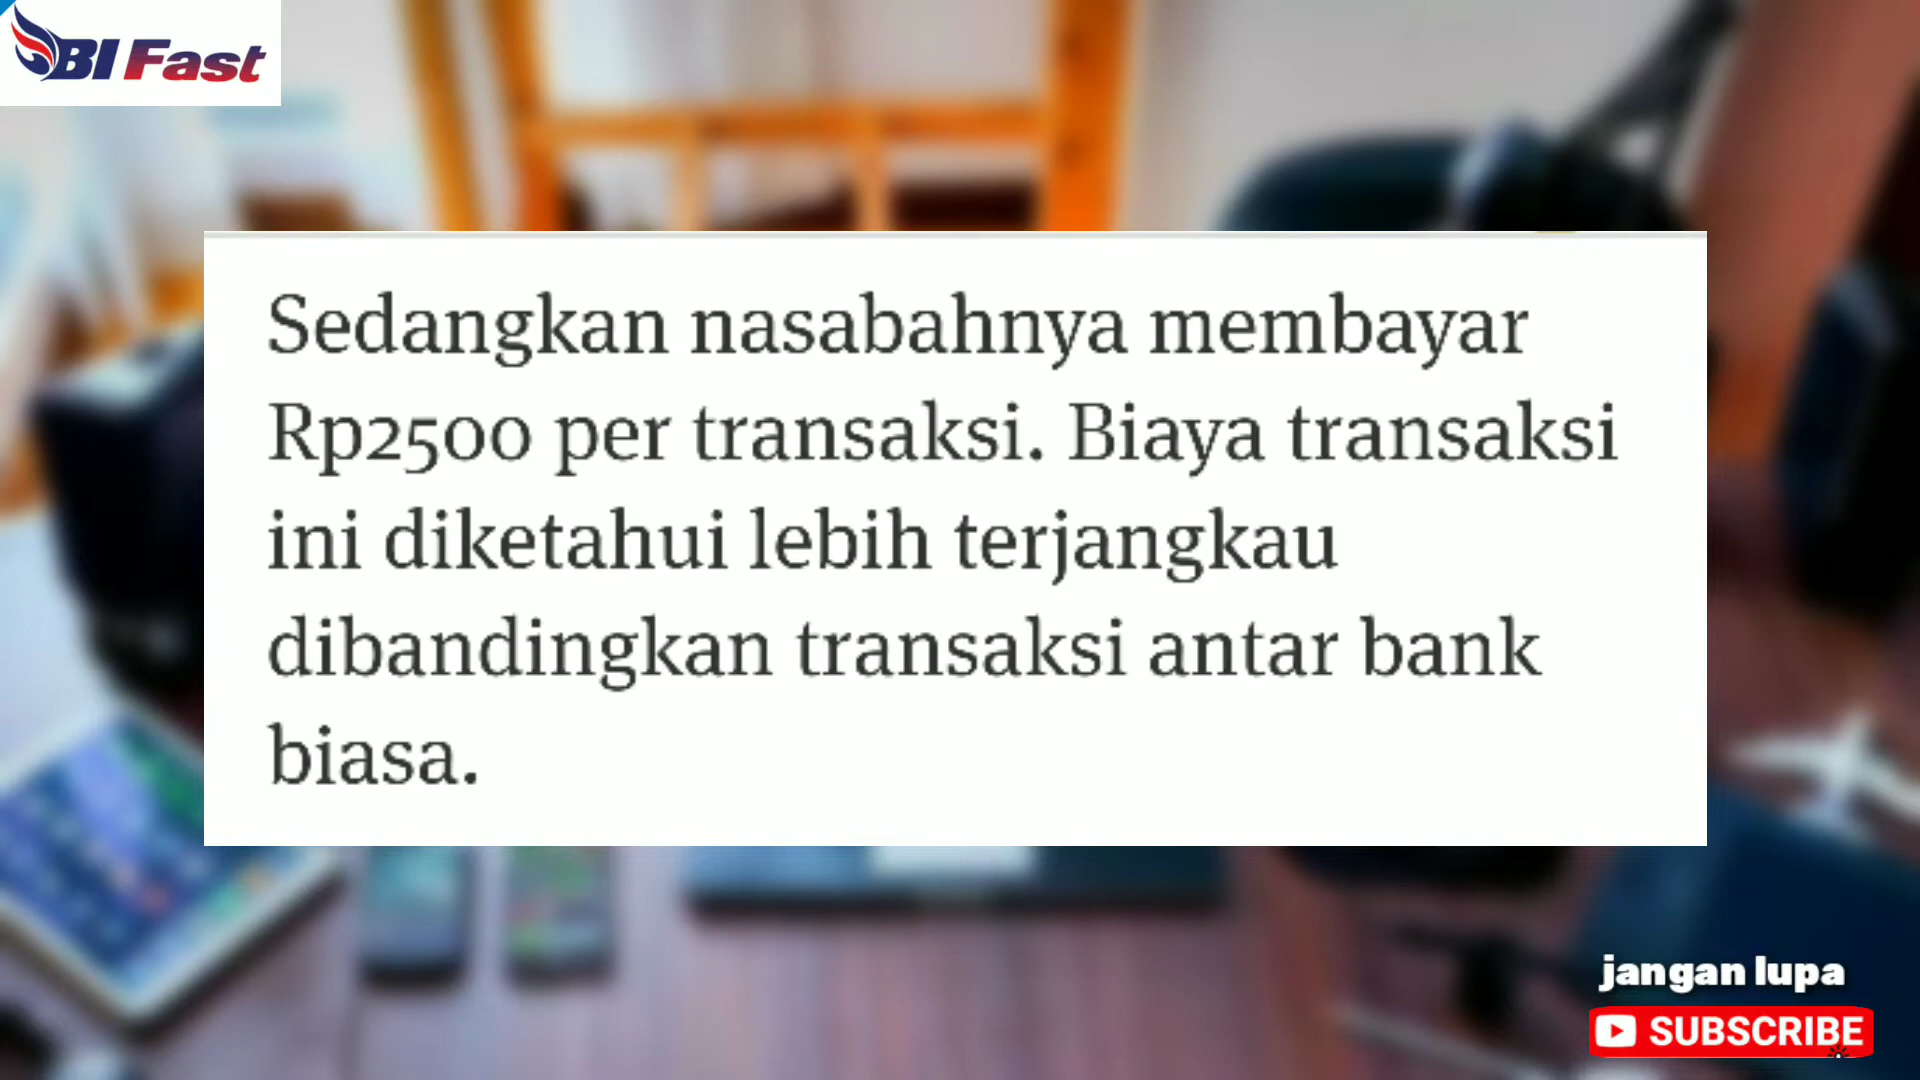 BI Fast
Sedangkan nasabahnya membayar
Rp2500 per transaksi. Biaya transaksi
ini diketahui lebih terjangkau
dibandingkan transaksi antar bank
biasa.
jangan lupa
SUBSCRIBE